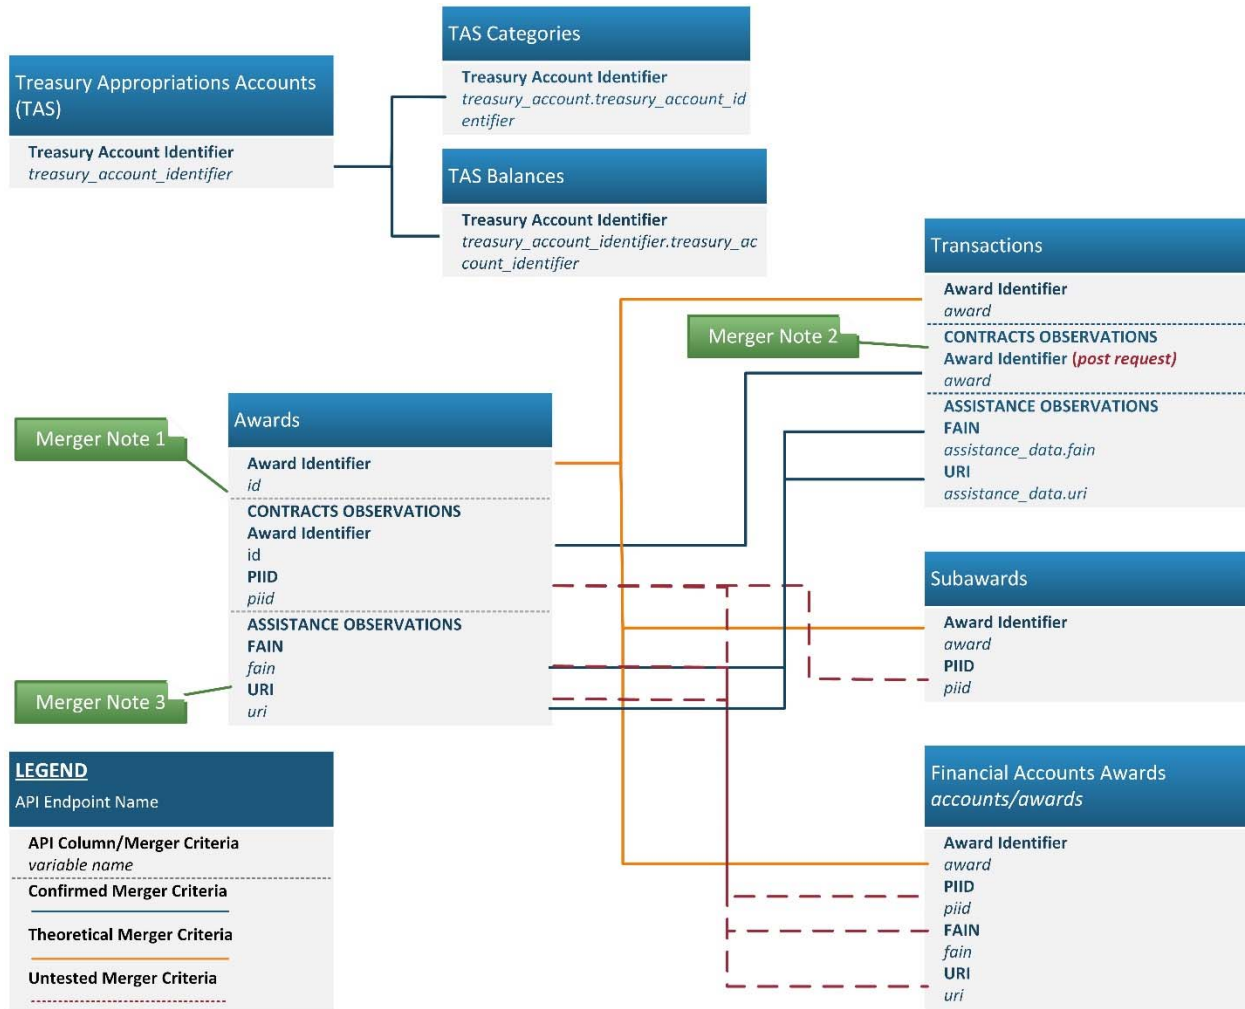 Treasury Appropriations Accounts
(TAS)
Treasury Account Identifier
treasury_account_identifier
TAS Categories
Treasury Account Identifier
treasury_account.treasury_account_id
entifier
TAS Balances
Treasury Account Identifier
treasury_account_identifier.treasury_ac
count_identifier
Transactions
Award Identifier
award
CONTRACTS OBSERVATIONS
Award Identifier (post request)
award
ASSISTANCE OBSERVATIONS
FAIN
assistance_data.fain
URI
assistance_data.uri
Merger Note 2
Merger Note 1
Awards
Award Identifier
id
CONTRACTS OBSERVATIONS
Award Identifier
id
PIID
piid
ASSISTANCE OBSERVATIONS
FAIN
fain
URI
uri
Merger Note 3
Subawards
Award Identifier
award
PIID
piid
Financial Accounts Awards
accounts/awards
Award Identifier
award
PIID
piid
FAIN
fain
URI
uri
LEGEND
API Endpoint Name
API Column/Merger Criteria
variable name
Confirmed Merger Criteria
Theoretical Merger Criteria
Untested Merger Criteria